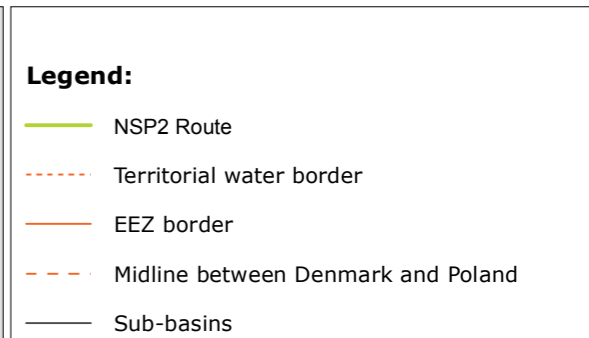 Legend:
NSP2 Route
Territorial water border
EEZ border
Midline between Denmark and Poland
Sub-basins